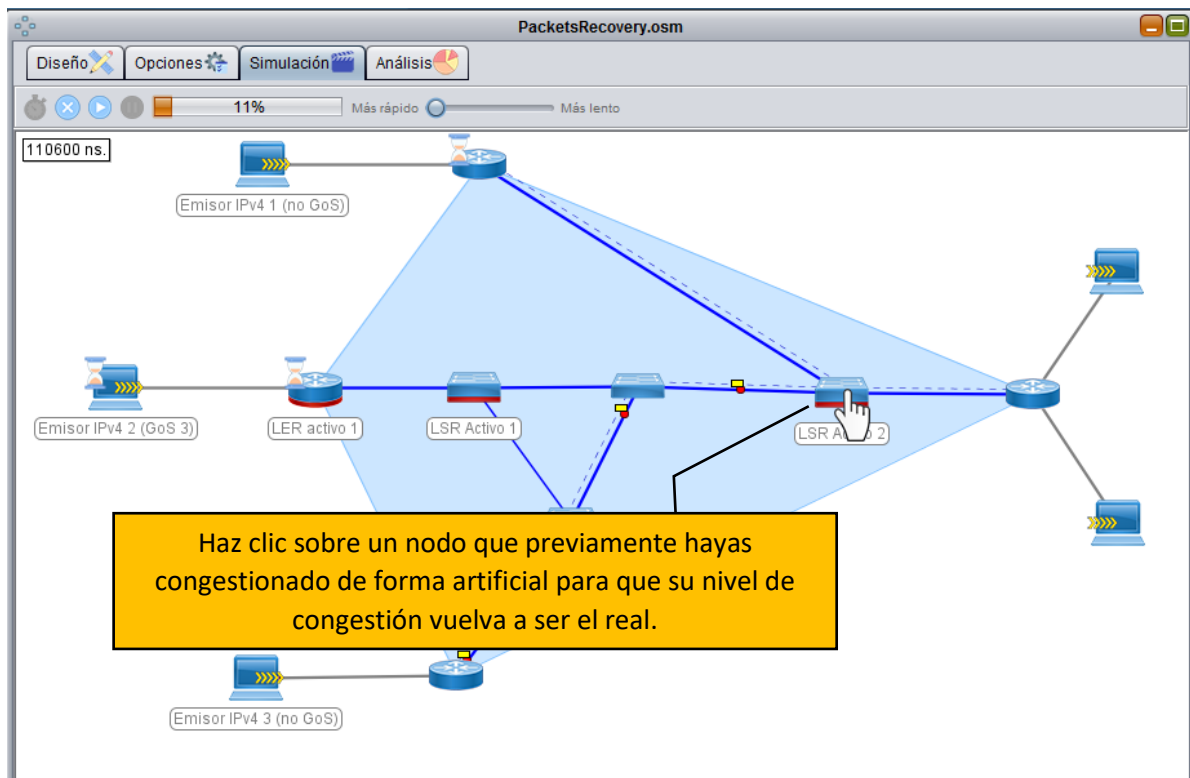 PacketsRecovery.osm
Diseño Opciones Simulación Análisis
11% Más rápido Más lento
110600 ns.
Emisor IPv4 1 (no GoS)
Emisor IPv4 2 (GoS 3) LER activo 1 LSR Activo 1 LSR A 2
Haz clic sobre un nodo que previamente hayas
congestionado de forma artificial para que su nivel de
congestión vuelva a ser el real.
Emisor IPv4 3 (no GoS)